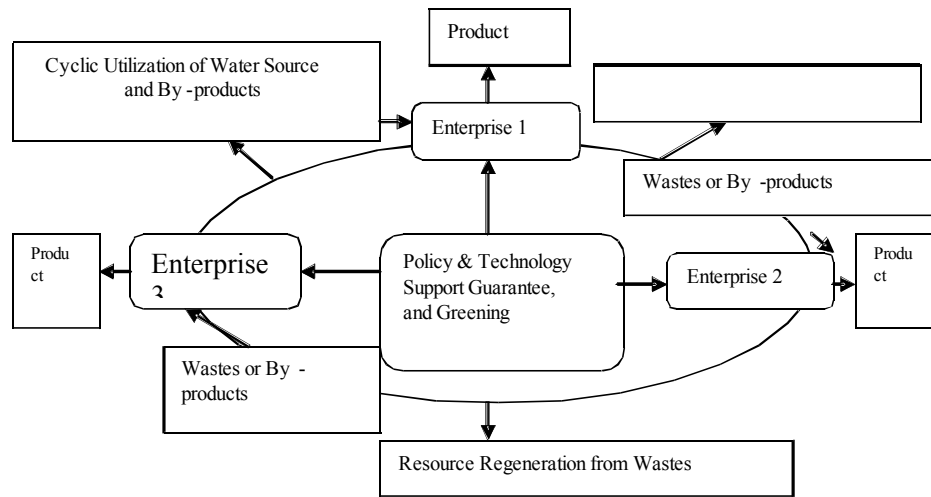 Product
Cyclic Utilization of Water Source
and By -products
Enterprise 1
Wastes or By -products
Produ
ct
Enterprise
3
Policy & Technology
Support Guarantee,
and Greening
Enterprise 2
Produ
ct
Wastes or By -
products
Resource Regeneration from Wastes